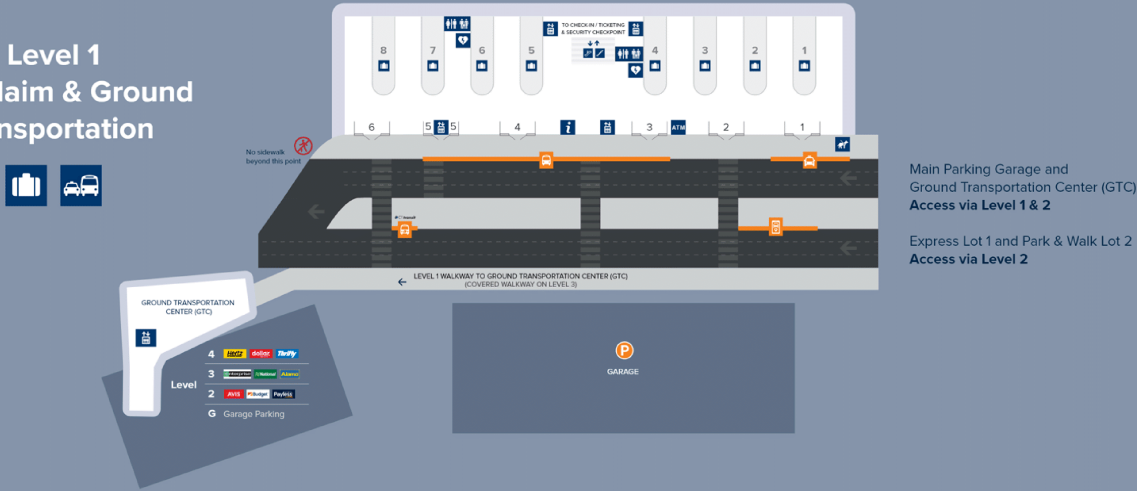 Level 1
laim & Ground
nsportation
8
7
6
5
TO CHECK-IN / TICKETING
& SECURITY CHECKPOINT
4
3
2
1
6
5
5
4
i
3
ATM
2
1
No sidewalk
beyond this point
LEVEL 1 WALKWAY TO GROUND TRANSPORTATION CENTER (GTC)
(COVERED WALKWAY ON LEVEL 3)
Main Parking Garage and
Ground Transportation Center (GTC)
Access via Level 1 & 2
Express Lot 1 and Park & Walk Lot 2
Access via Level 2
GROUND TRANSPORTATION
CENTER (GTC)
Level
4 Hertz dollar Thrifty
3 National Alamo
2 AVIS Budget Payless
G Garage Parking
P
GARAGE